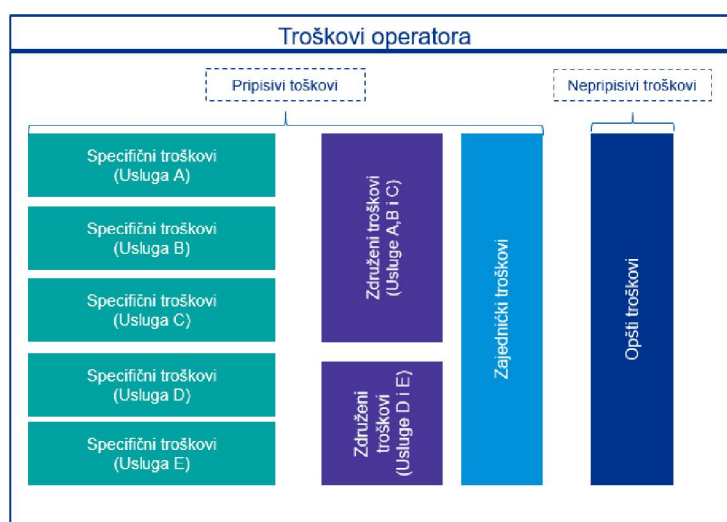 Troškovi operatora
Pripisivi toškovi
Nepripisivi troškovi
Specifični troškovi
(Usluga A)
Specifični troškovi
(Usluga B)
Specifični troškovi
(Usluga C)
Specifični troškovi
(Usluga D)
Specifični troškovi
(Usluga E)
Združeni troškovi
(Usluge A,B i C)
Združeni
troškovi
(Usluge D i E)
Zajednički troškovi
Opšti troškovi